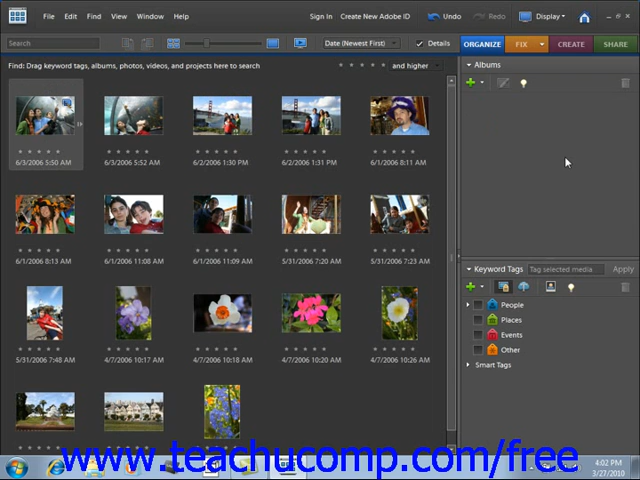 File Edit Find View Window Help Sign In Create New Adobe ID Undo Redo Display
Search Date (Newest First) Details ORGANIZE FIX CREATE SHARE
Find: Drag keyword tags, albums, photos, videos, and projects here to search and higher
Albums
6/3/2006 5:50 AM 6/3/2006 5:52 AM 6/2/2006 1:30 PM 6/2/2006 1:31 PM 6/1/2006 8:11 AM
6/1/2006 8:13 AM 6/1/2006 11:08 AM 6/1/2006 11:09 AM 5/31/2006 7:20 AM 5/31/2006 7:23 AM
Keyword Tags Tag selected media Apply
People
Places
Events
Other
Smart Tags
5/31/2006 7:48 AM 4/7/2006 10:17 AM 4/7/2006 10:18 AM 4/7/2006 10:20 AM 4/7/2006 10:26 AM
www.teachucomp.com/free
4:02 PM
3/27/2010